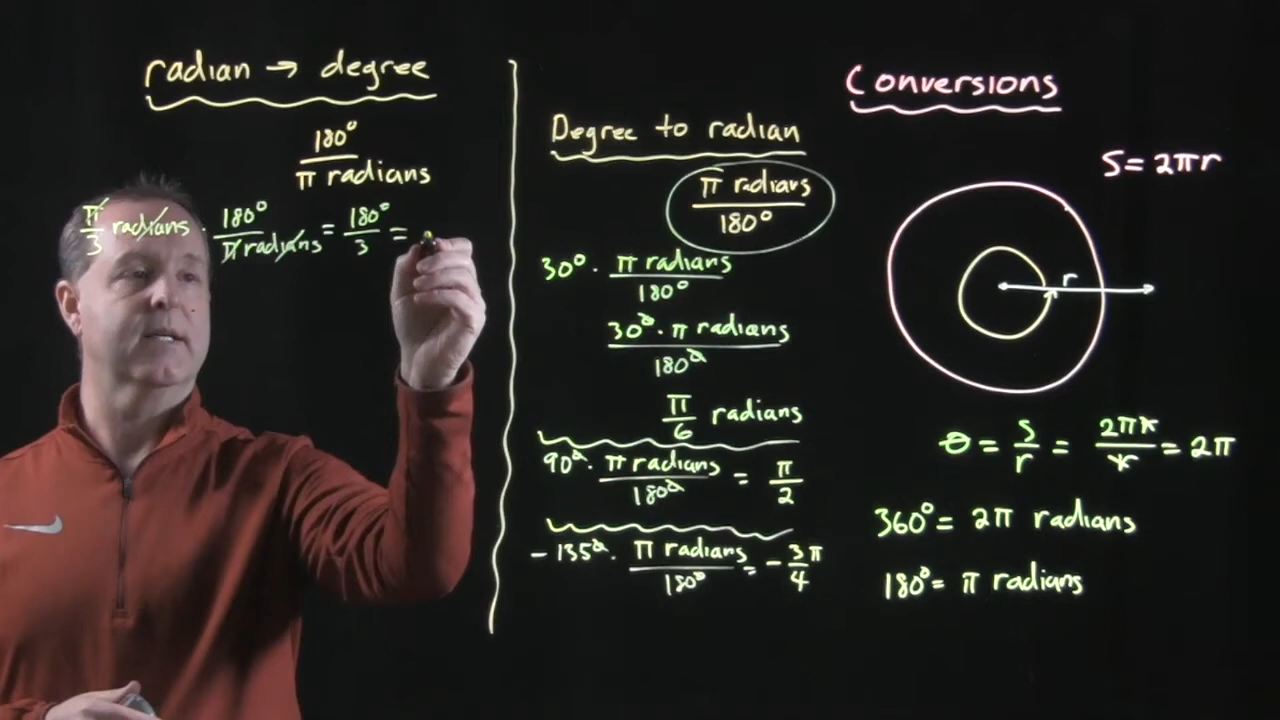 radian → degree
180°
π radians
π/3 radians · 180°/π radians = 180°/3 =
Degree to radian
π radians
180°
30° · π radians/180°
30° · π radians
180°
π/6 radians
90° · π radians/180° = π/2
-135° · π radians/180° = -3/4 π
Conversions
S = 2πr
r
θ = S/r = 2πr/r = 2π
360° = 2π radians
180° = π radians